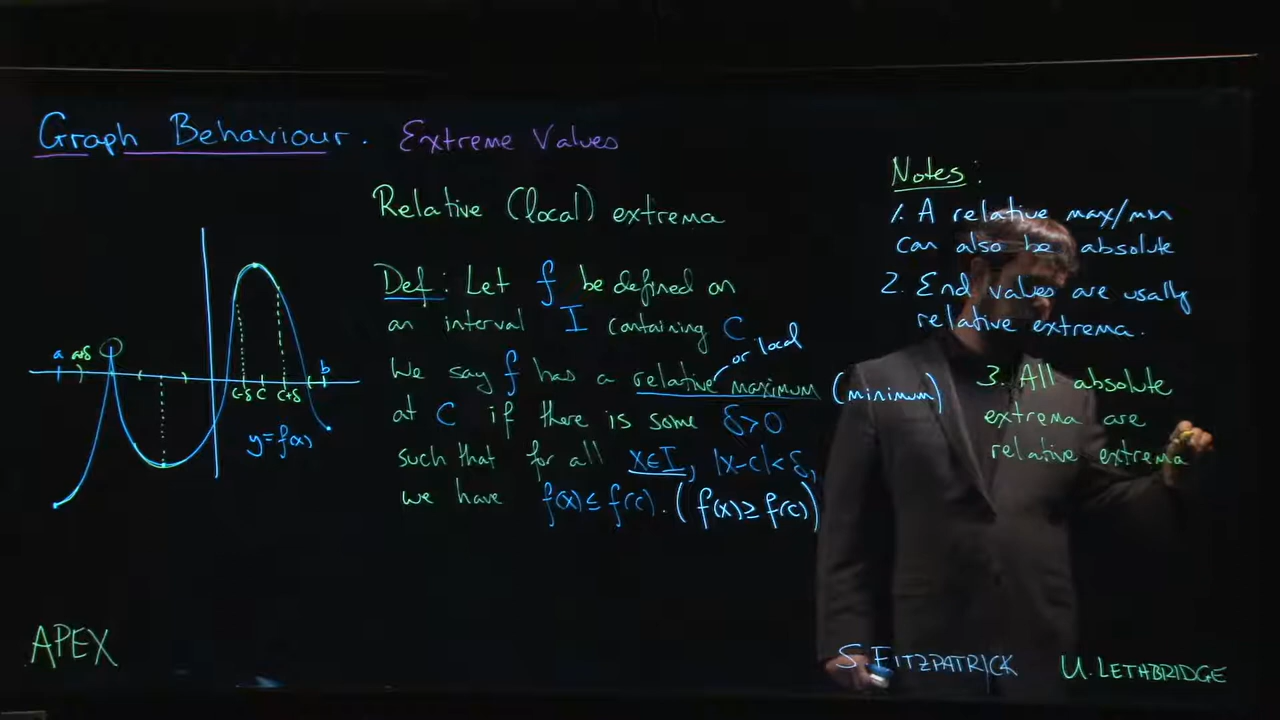 Graph Behaviour. Extreme Values
Relative (local) extrema
Def: Let f be defined on
an interval I containing C
or local
We say f has a relative maximum (minimum)
at C if there is some δ>0
such that for all x∈I, |x-c|<δ,
we have f(x)≤f(c). (f(x)≥f(c))
a a+δ
b
c-δ c c+δ
y=f(x)
Notes:
1. A relative max/min
can also be absolute
2. End values are usally
relative extrema.
3. All absolute
extrema are
relative extrema
APEX
S. FITZPATRICK
U. LETHBRIDGE